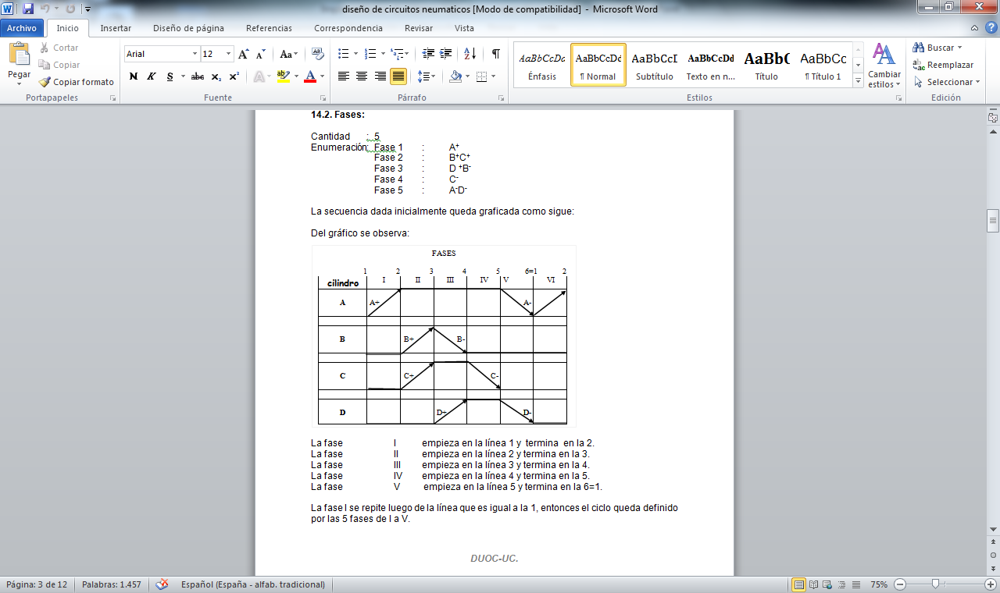 diseño de circuitos neumaticos [Modo de compatibilidad] - Microsoft Word
Archivo Inicio Insertar Diseño de página Referencias Correspondencia Revisar Vista
Pegar
Cortar
Copiar
Copiar formato
Portapapeles
Arial 12
N K S abc x₂ x²
Fuente
Párrafo
AaBbCcDc AaBbCcDd AaBbCcI AaBbCcDd AaBbC AaBbCc
Énfasis ¶ Normal Subtítulo Texto en n... Título ¶ Título 1
Cambiar estilos
Estilos
Buscar
Reemplazar
Seleccionar
Edición
14.2. Fases:
Cantidad : 5
Enumeración: Fase 1 : A⁺
Fase 2 : B⁺C⁺
Fase 3 : D ⁺B⁻
Fase 4 : C⁻
Fase 5 : A⁻D⁻
La secuencia dada inicialmente queda graficada como sigue:
Del gráfico se observa:
FASES
1 2 3 4 5 6=1 2
cilindro I II III IV V VI
A A+ A-
B B+ B-
C C+ C-
D D+ D-
La fase I empieza en la línea 1 y termina en la 2.
La fase II empieza en la línea 2 y termina en la 3.
La fase III empieza en la línea 3 y termina en la 4.
La fase IV empieza en la línea 4 y termina en la 5.
La fase V empieza en la línea 5 y termina en la 6=1.
La fase I se repite luego de la línea que es igual a la 1, entonces el ciclo queda definido
por las 5 fases de I a V.
DUOC-UC.
Página: 3 de 12 Palabras: 1.457 Español (España - alfab. tradicional) 75%